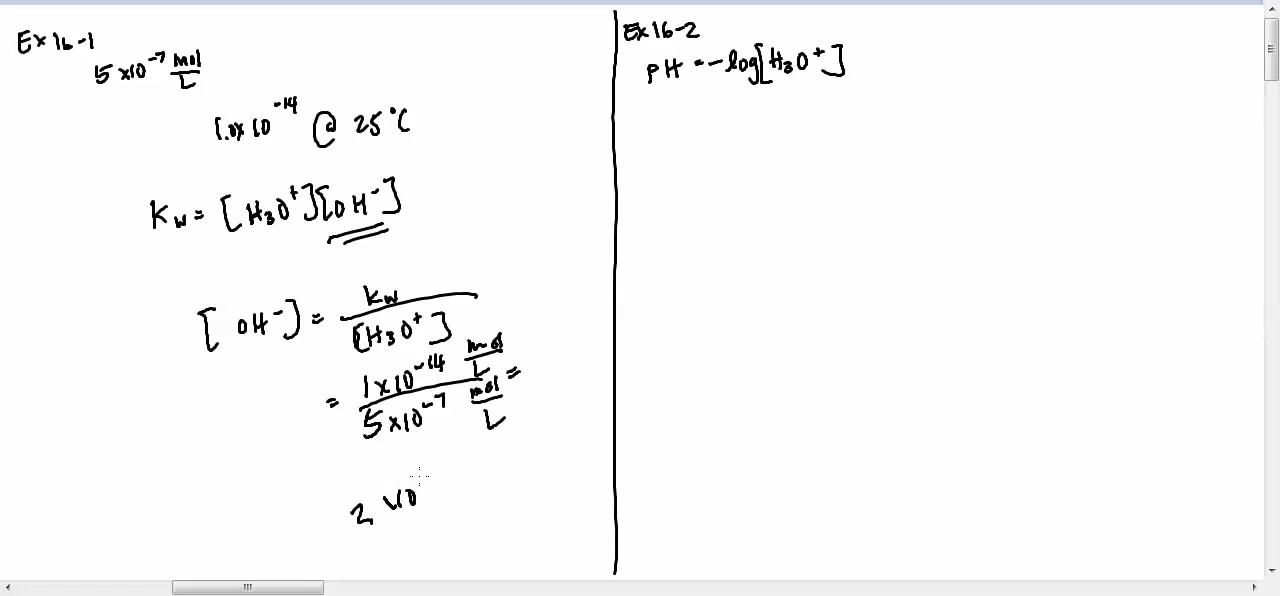 Ex 16-1
5 x10⁻⁷ mol/L
1.0x10⁻¹⁴ @ 25°C
Kw = [H₃O⁺][OH⁻]
[OH⁻] = Kw/[H₃O⁺]
= 1x10⁻¹⁴ mol/L / 5x10⁻⁷ mol/L =
2 x10
Ex 16-2
pH = -log[H₃O⁺]